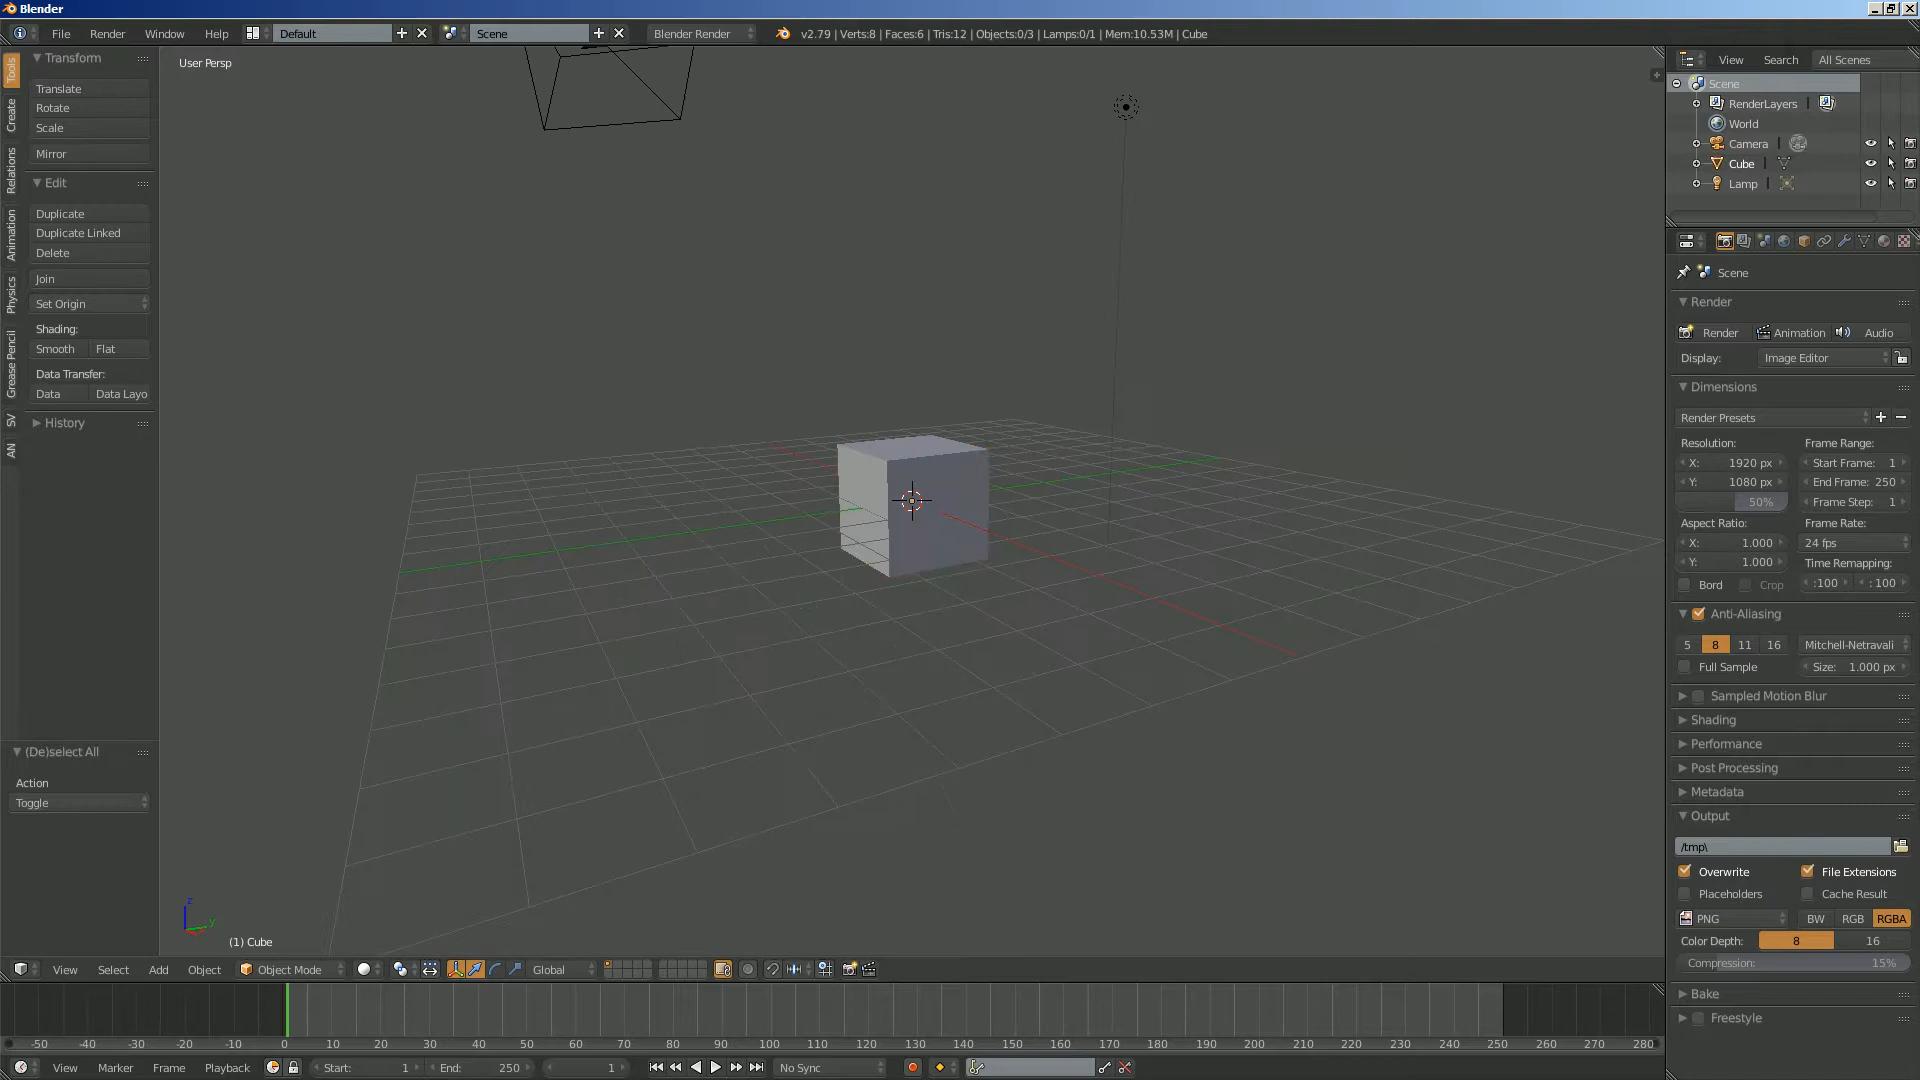 Blender
File Render Window Help Default Scene Blender Render v2.79 | Verts:8 | Faces:6 | Tris:12 | Objects:0/3 | Lamps:0/1 | Mem:10.53M | Cube
Tools
Create
Relations
Animation
Physics
Grease Pencil
SV
AN
Transform
Translate
Rotate
Scale
Mirror
Edit
Duplicate
Duplicate Linked
Delete
Join
Set Origin
Shading:
Smooth Flat
Data Transfer:
Data Data Layo
History
(De)select All
Action
Toggle
User Persp
z
y
(1) Cube
View Search All Scenes
Scene
RenderLayers |
World
Camera |
Cube |
Lamp |
Scene
Render
Render Animation Audio
Display: Image Editor
Dimensions
Render Presets
Resolution: Frame Range:
X: 1920 px Start Frame: 1
Y: 1080 px End Frame: 250
50% Frame Step: 1
Aspect Ratio: Frame Rate:
X: 1.000 24 fps
Y: 1.000 Time Remapping:
Bord Crop :100 : 100
Anti-Aliasing
5 8 11 16 Mitchell-Netravali
Full Sample Size: 1.000 px
Sampled Motion Blur
Shading
Performance
Post Processing
Metadata
Output
/tmp\
Overwrite File Extensions
Placeholders Cache Result
PNG BW RGB RGBA
Color Depth: 8 16
Compression: 15%
Bake
Freestyle
View Select Add Object Object Mode Global
-50 -40 -30 -20 -10 0 10 20 30 40 50 60 70 80 90 100 110 120 130 140 150 160 170 180 190 200 210 220 230 240 250 260 270 280
View Marker Frame Playback Start: 1 End: 250 1 No Sync